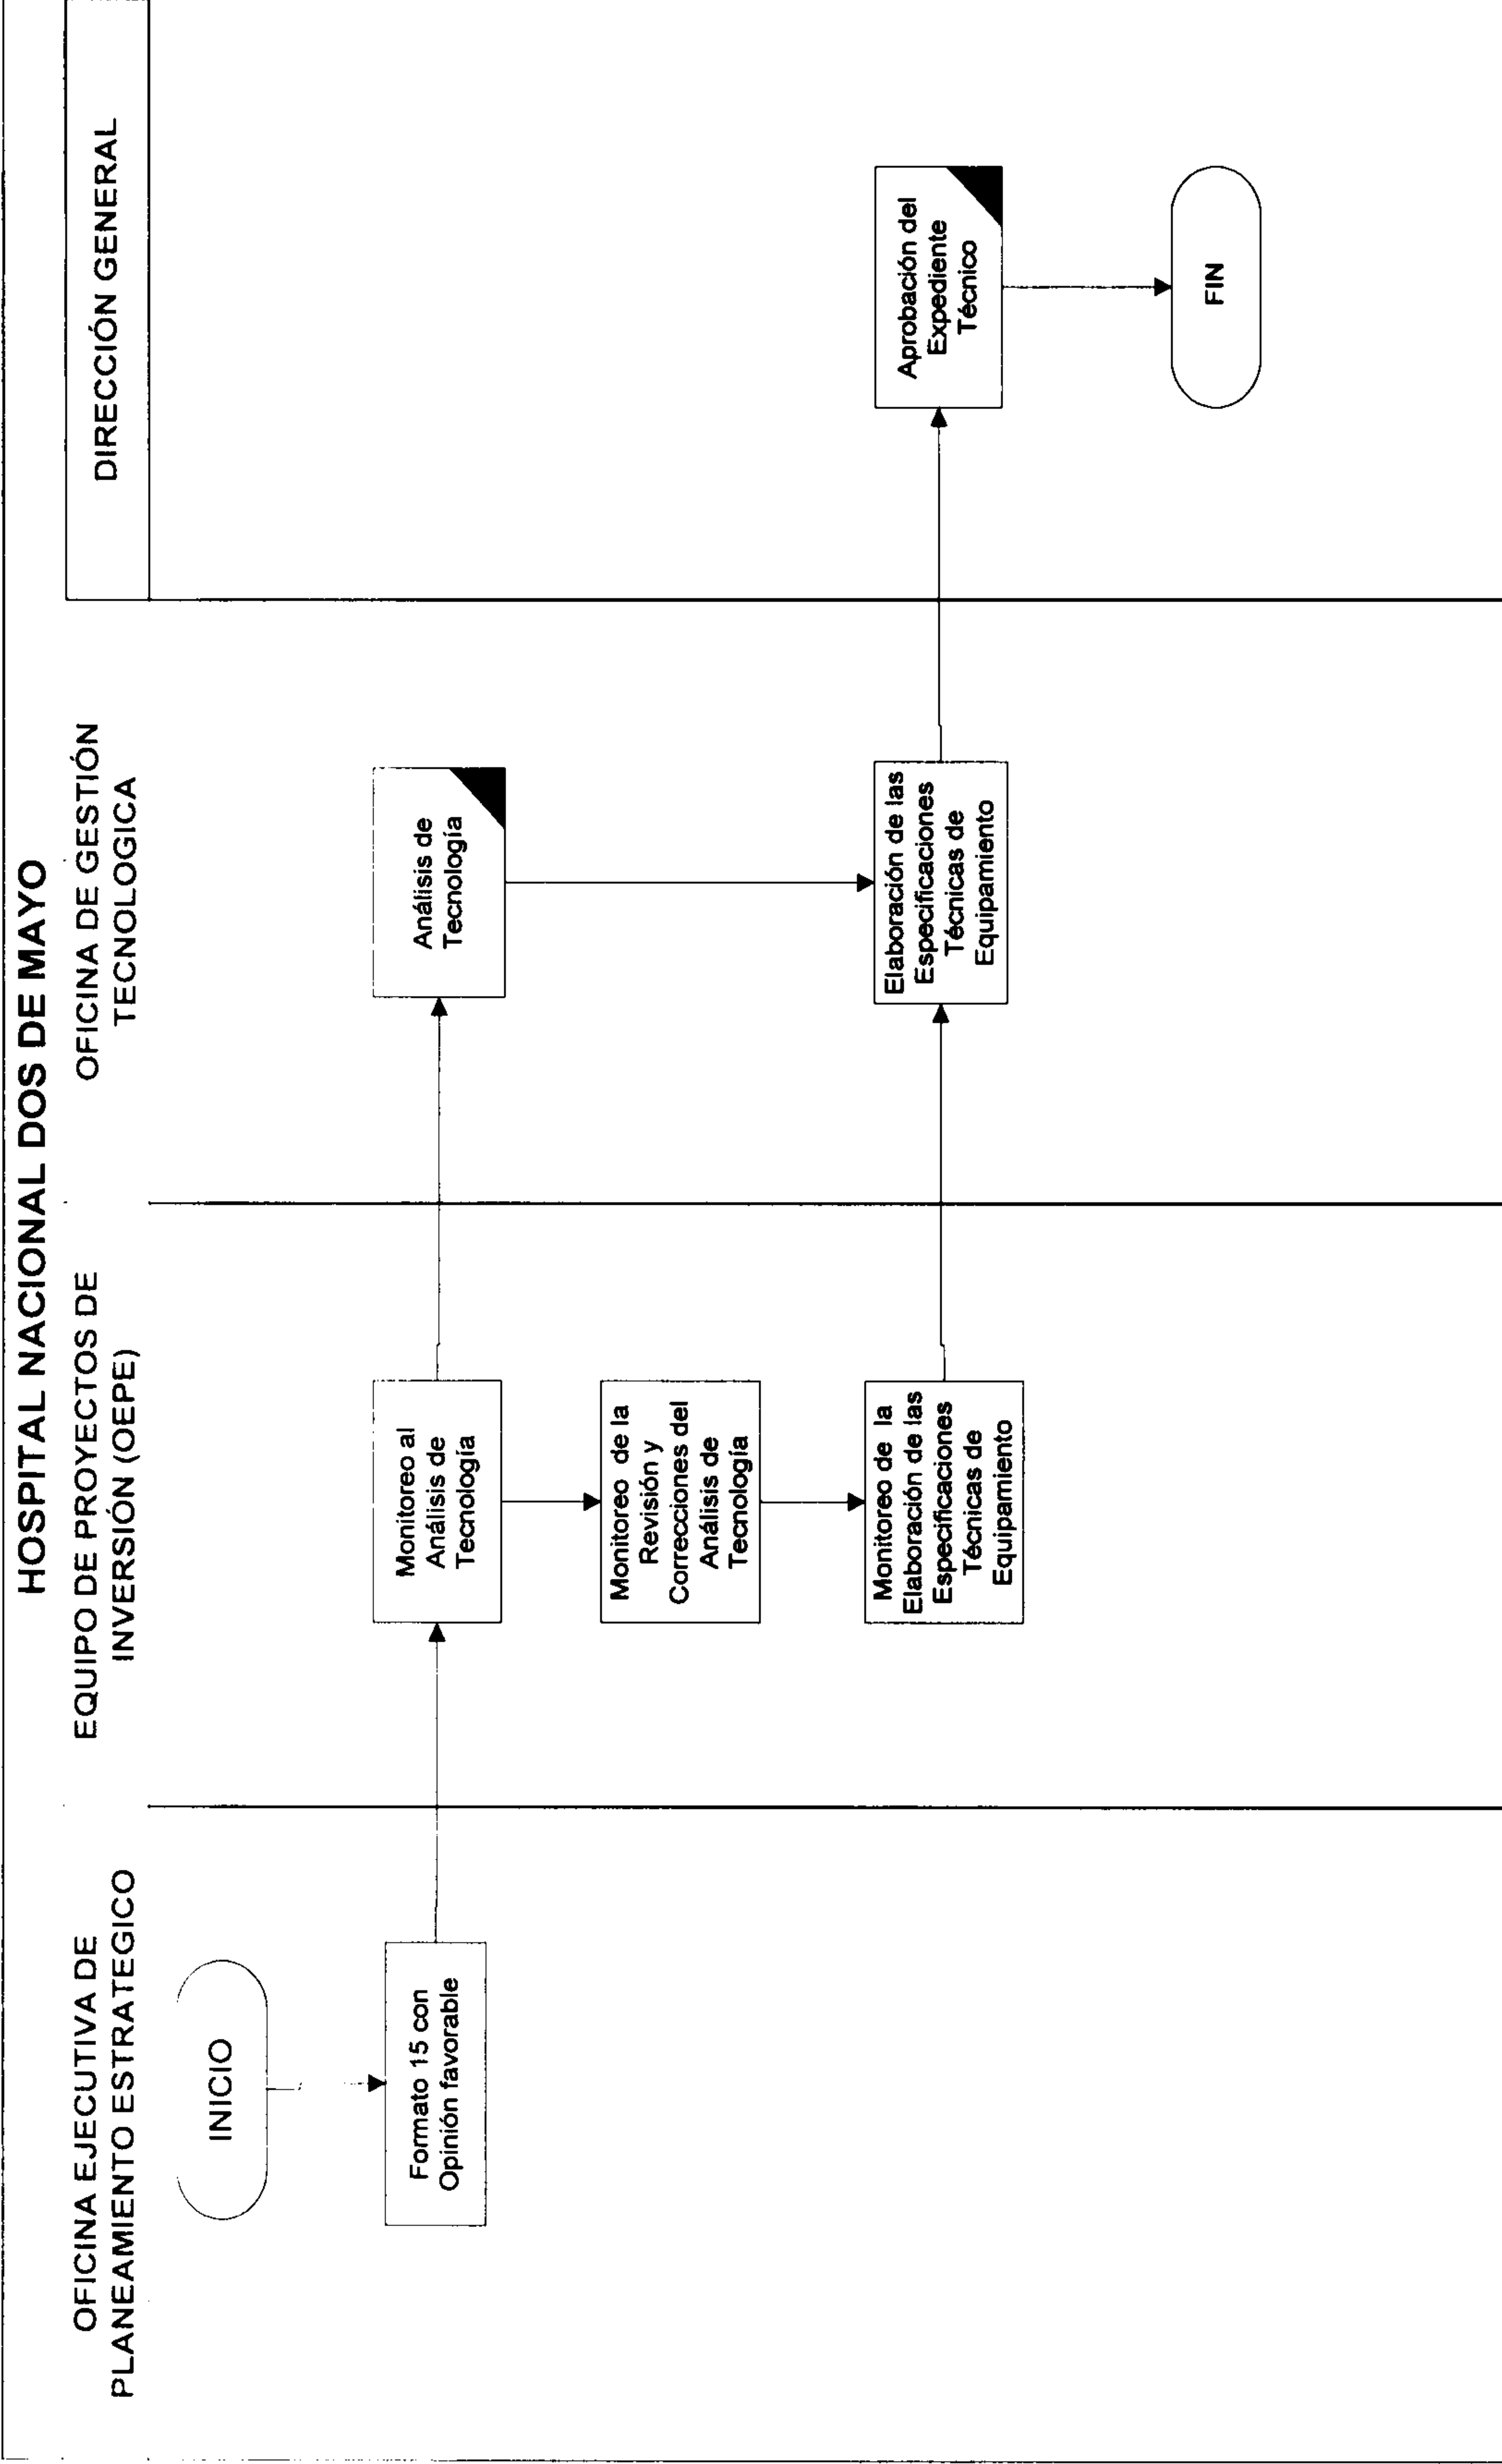 HOSPITAL NACIONAL DOS DE MAYO
OFICINA EJECUTIVA DE
PLANEAMIENTO ESTRATEGICO
EQUIPO DE PROYECTOS DE
INVERSIÓN (OEPE)
OFICINA DE GESTIÓN
TECNOLOGICA
DIRECCIÓN GENERAL
INICIO
Formato 15 con
Opinión favorable
Monitoreo al
Análisis de
Tecnología
Análisis de
Tecnología
Monitoreo de la
Revisión y
Correcciones del
Análisis de
Tecnología
Monitoreo de la
Elaboración de las
Especificaciones
Técnicas de
Equipamiento
Elaboración de las
Especificaciones
Técnicas de
Equipamiento
Aprobación del
Expediente
Técnico
FIN